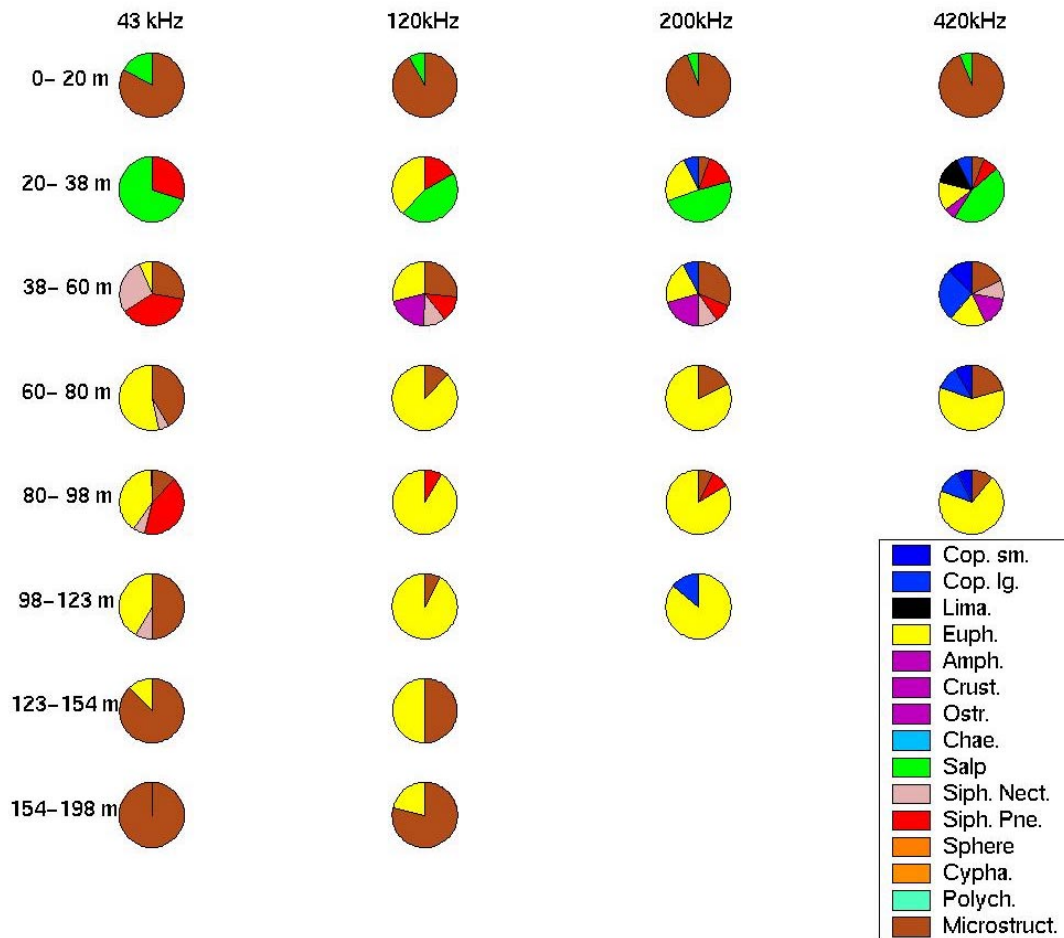 43 kHz 120kHz 200kHz 420kHz
0– 20 m
20– 38 m
38– 60 m
60– 80 m
80– 98 m
98–123 m
123–154 m
154–198 m
Cop. sm.
Cop. lg.
Lima.
Euph.
Amph.
Crust.
Ostr.
Chae.
Salp
Siph. Nect.
Siph. Pne.
Sphere
Cypha.
Polych.
Microstruct.